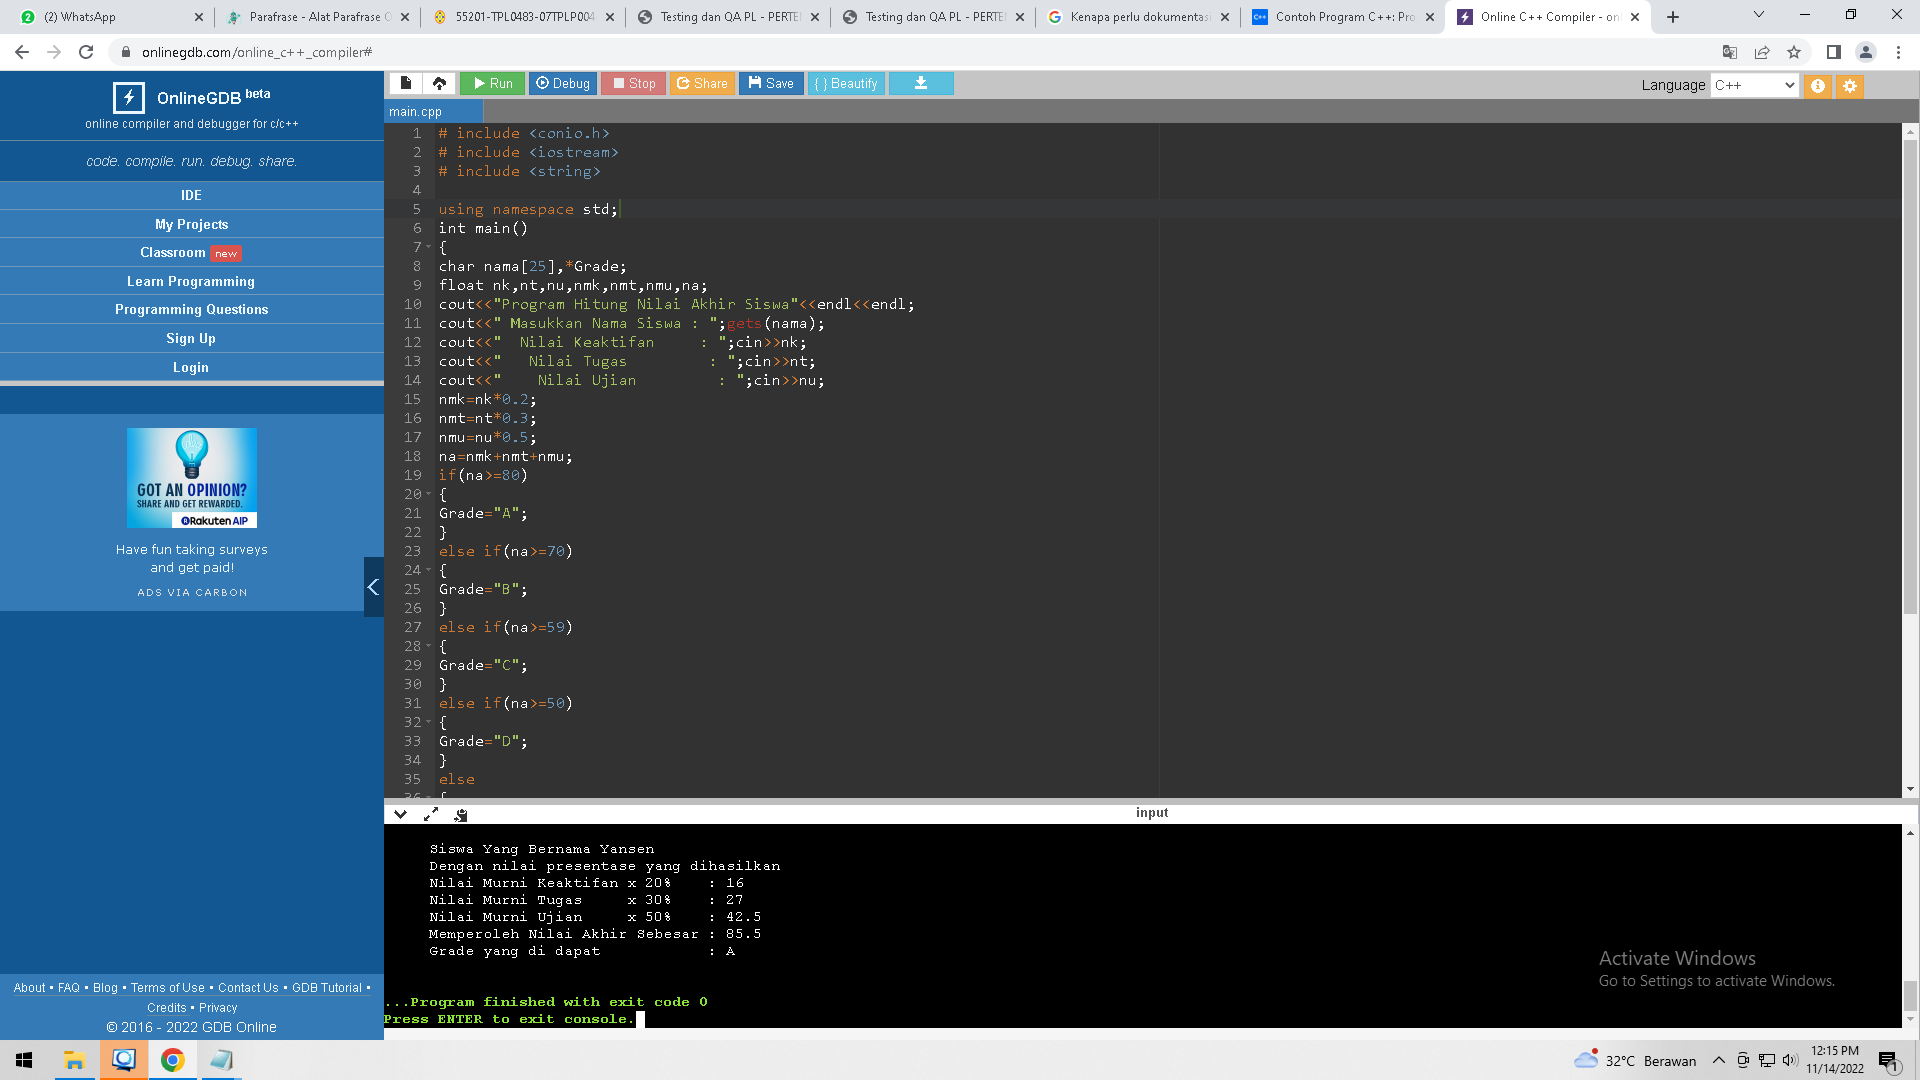 (2) WhatsApp
Parafrase - Alat Parafrase O
55201-TPL0483-07TPLP004
Testing dan QA PL - PERTE
Testing dan QA PL - PERTE
Kenapa perlu dokumentas
Contoh Program C++: Pro
Online C++ Compiler - onl
onlinegdb.com/online_c++_compiler#
OnlineGDB beta
online compiler and debugger for c/c++
code. compile. run. debug. share.
IDE
My Projects
Classroom new
Learn Programming
Programming Questions
Sign Up
Login
GOT AN OPINION?
SHARE AND GET REWARDED.
Rakuten AIP
Have fun taking surveys
and get paid!
ADS VIA CARBON
About • FAQ • Blog • Terms of Use • Contact Us • GDB Tutorial •
Credits • Privacy
© 2016 - 2022 GDB Online
Run Debug Stop Share Save { } Beautify
Language C++
main.cpp
1 # include <conio.h>
2 # include <iostream>
3 # include <string>
4
5 using namespace std;
6 int main()
7 {
8 char nama[25],*Grade;
9 float nk,nt,nu,nmk,nmt,nmu,na;
10 cout<<"Program Hitung Nilai Akhir Siswa"<<endl<<endl;
11 cout<<" Masukkan Nama Siswa : ";gets(nama);
12 cout<<"  Nilai Keaktifan     : ";cin>>nk;
13 cout<<"   Nilai Tugas         : ";cin>>nt;
14 cout<<"    Nilai Ujian         : ";cin>>nu;
15 nmk=nk*0.2;
16 nmt=nt*0.3;
17 nmu=nu*0.5;
18 na=nmk+nmt+nmu;
19 if(na>=80)
20 {
21 Grade="A";
22 }
23 else if(na>=70)
24 {
25 Grade="B";
26 }
27 else if(na>=59)
28 {
29 Grade="C";
30 }
31 else if(na>=50)
32 {
33 Grade="D";
34 }
35 else
36 {
input
Siswa Yang Bernama Yansen
Dengan nilai presentase yang dihasilkan
Nilai Murni Keaktifan x 20%    : 16
Nilai Murni Tugas     x 30%    : 27
Nilai Murni Ujian     x 50%    : 42.5
Memperoleh Nilai Akhir Sebesar : 85.5
Grade yang di dapat            : A
...Program finished with exit code 0
Press ENTER to exit console.
Activate Windows
Go to Settings to activate Windows.
32°C Berawan
12:15 PM
11/14/2022
1